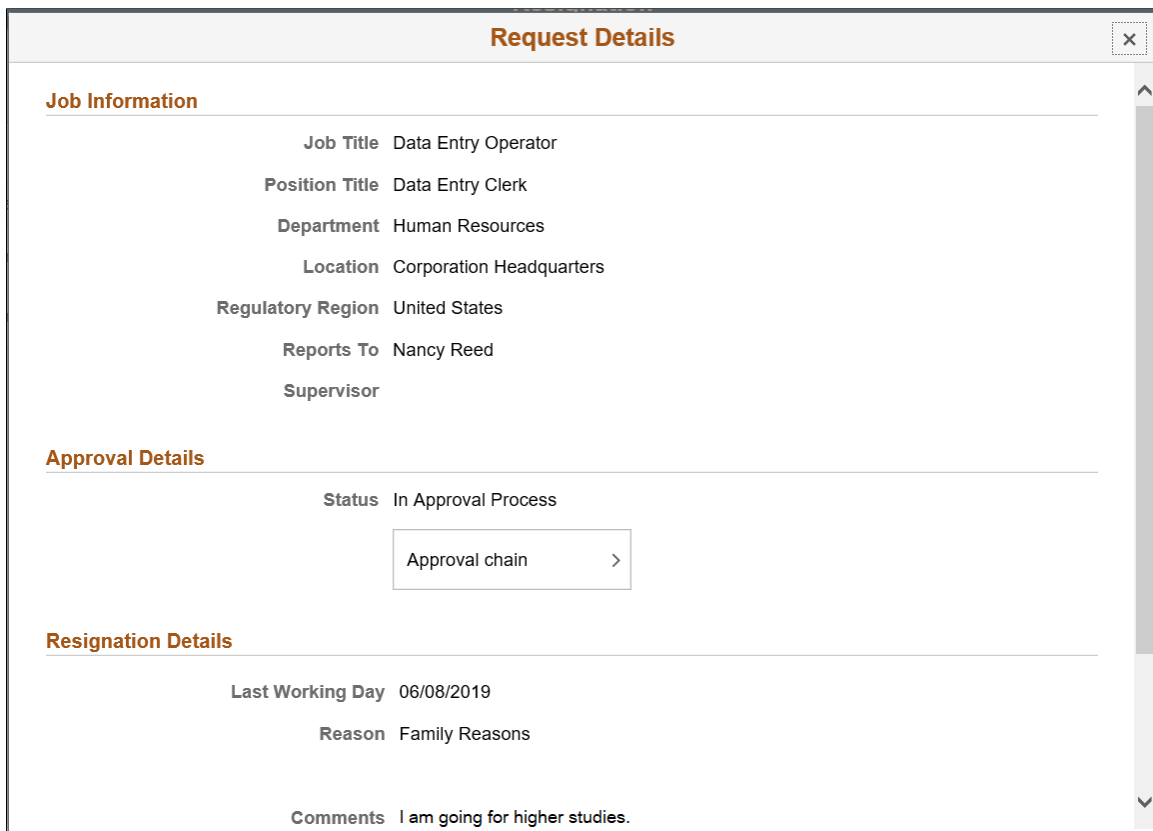 Request Details
Job Information
Job Title Data Entry Operator
Position Title Data Entry Clerk
Department Human Resources
Location Corporation Headquarters
Regulatory Region United States
Reports To Nancy Reed
Supervisor
Approval Details
Status In Approval Process
Approval chain
Resignation Details
Last Working Day 06/08/2019
Reason Family Reasons
Comments I am going for higher studies.